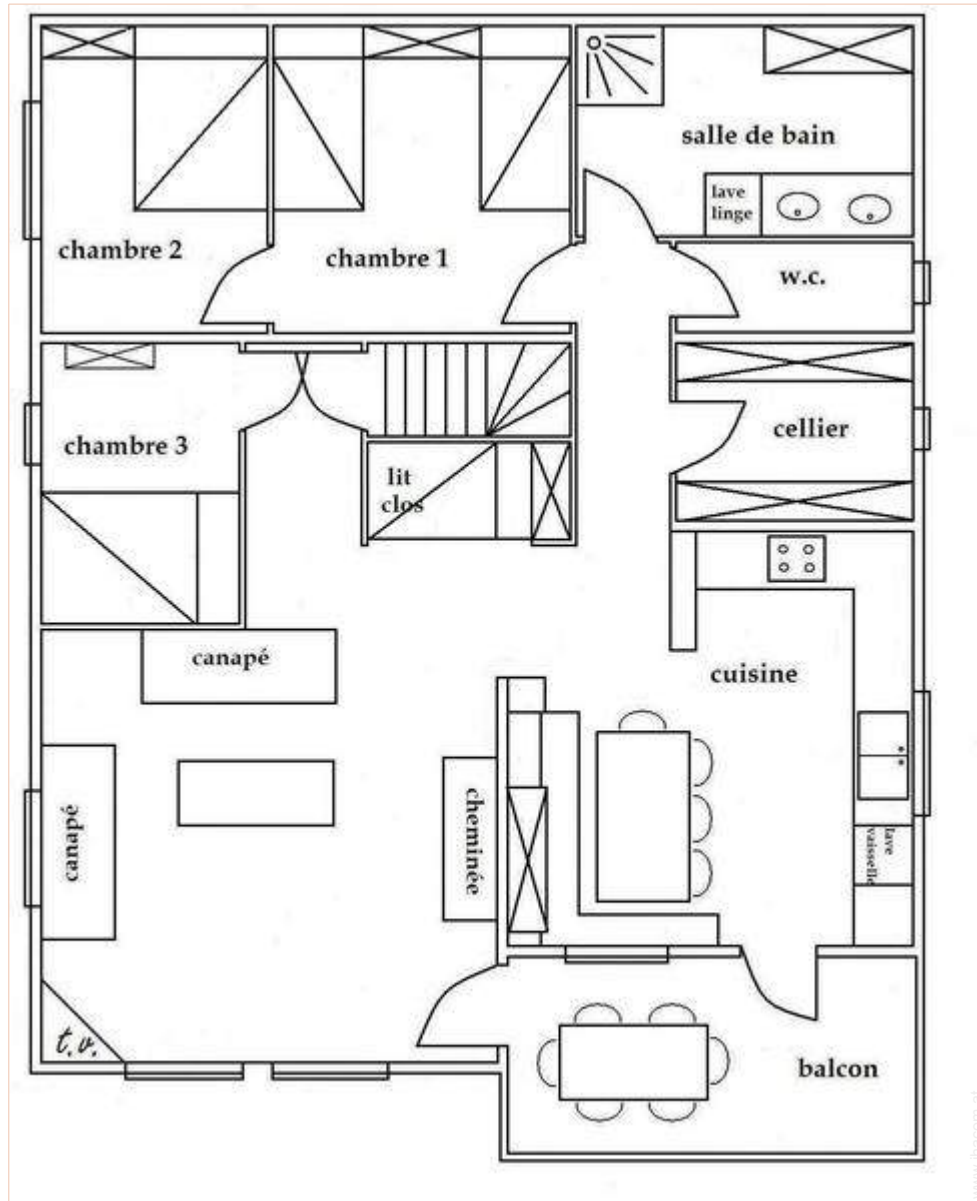 salle de bain
lave
linge
chambre 2
chambre 1
w.c.
chambre 3
cellier
lit
clos
canapé
cuisine
canapé
cheminée
lave
vaisselle
t.v.
balcon